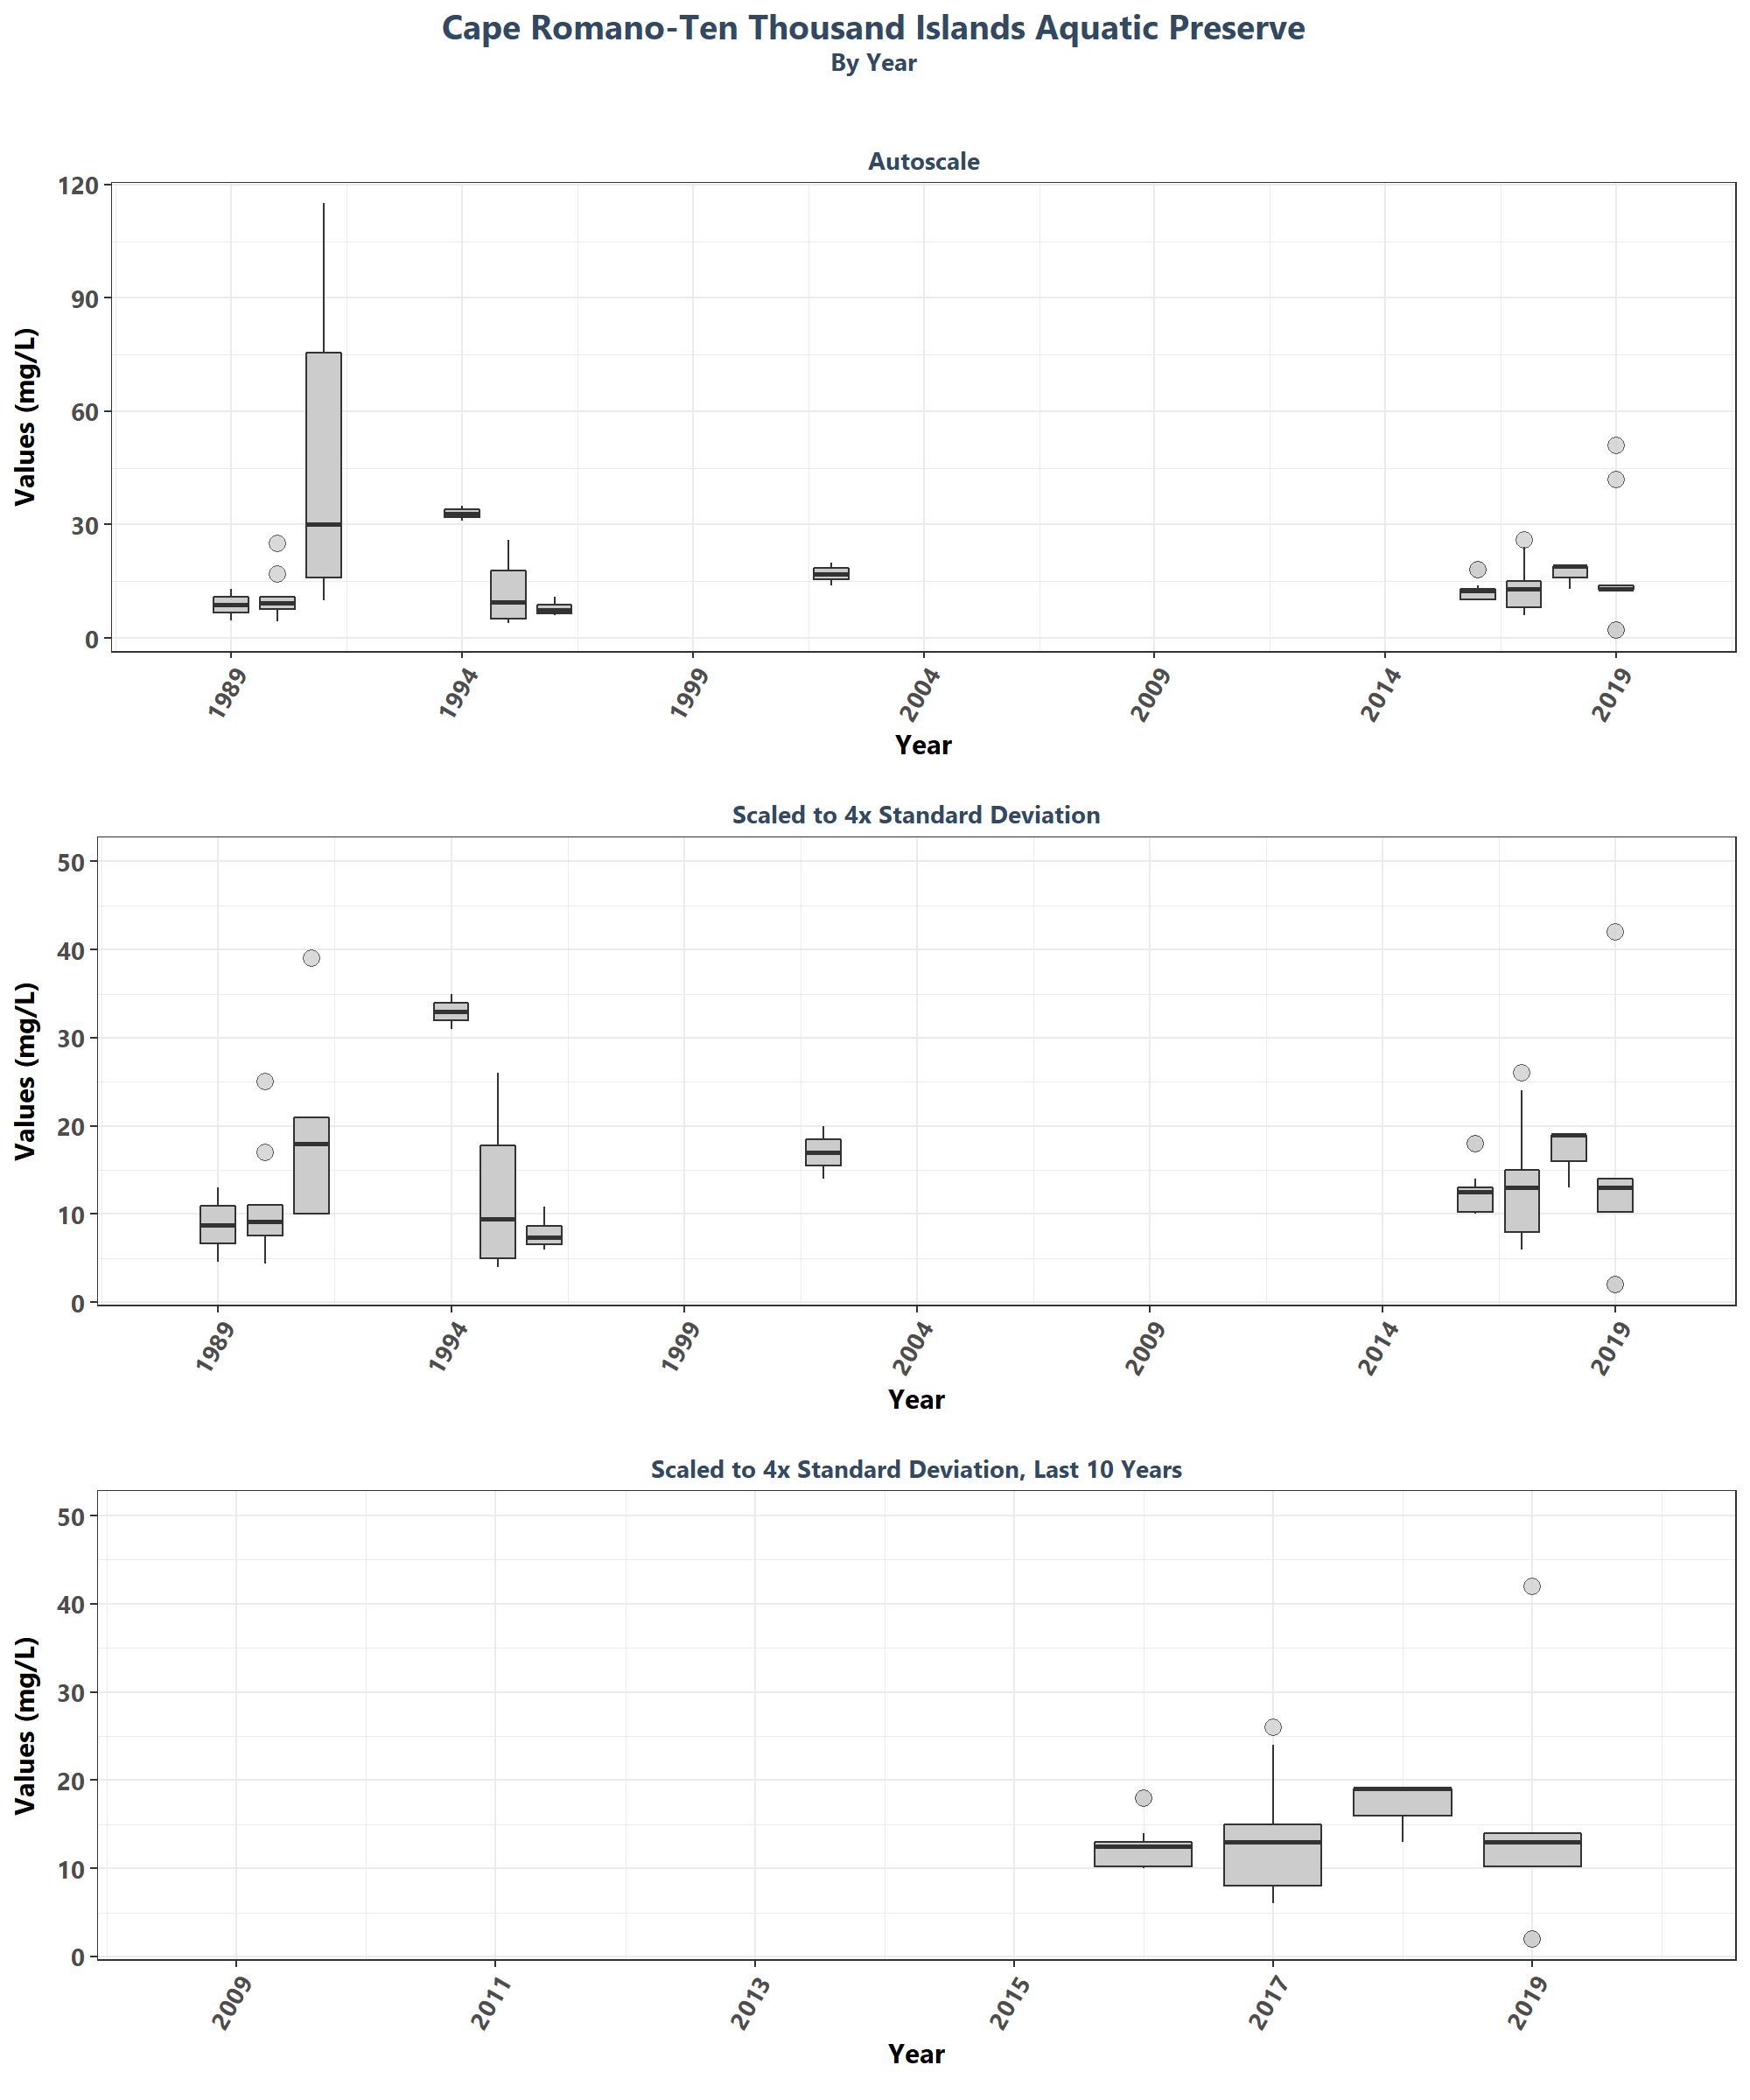 Cape Romano-Ten Thousand Islands Aquatic Preserve
By Year
Autoscale
Values (mg/L)
120
90
60
30
0
1989 1994 1999 2004 2009 2014 2019
Year
Scaled to 4x Standard Deviation
Values (mg/L)
50
40
30
20
10
0
1989 1994 1999 2004 2009 2014 2019
Year
Scaled to 4x Standard Deviation, Last 10 Years
Values (mg/L)
50
40
30
20
10
0
2009 2011 2013 2015 2017 2019
Year